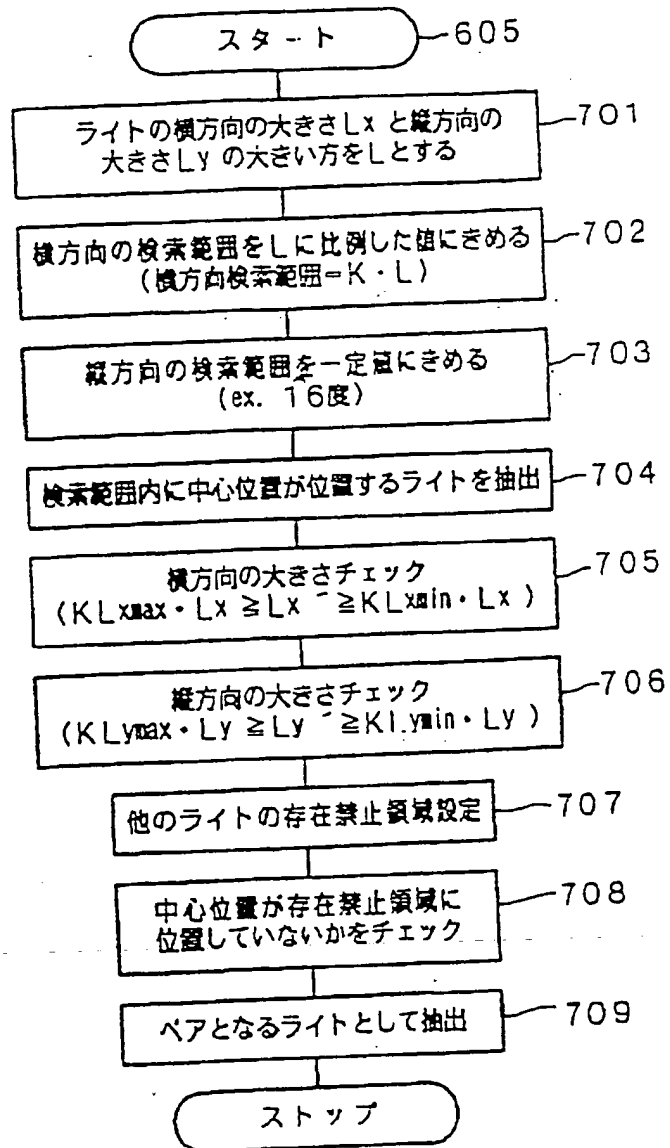 スタート
605
ライトの横方向の大きさLxと縦方向の
大きさLyの大きい方をLとする
701
横方向の検索範囲をLに比例した値にきめる
(横方向検索範囲=K・L)
702
縦方向の検索範囲を一定値にきめる
(ex. 16度)
703
検索範囲内に中心位置が位置するライトを抽出
704
横方向の大きさチェック
(KLxmax・Lx≧Lx´≧KLxmin・Lx)
705
縦方向の大きさチェック
(KLymax・Ly≧Ly´≧KLymin・Ly)
706
他のライトの存在禁止領域設定
707
中心位置が存在禁止領域に
位置していないかをチェック
708
ペアとなるライトとして抽出
709
ストップ